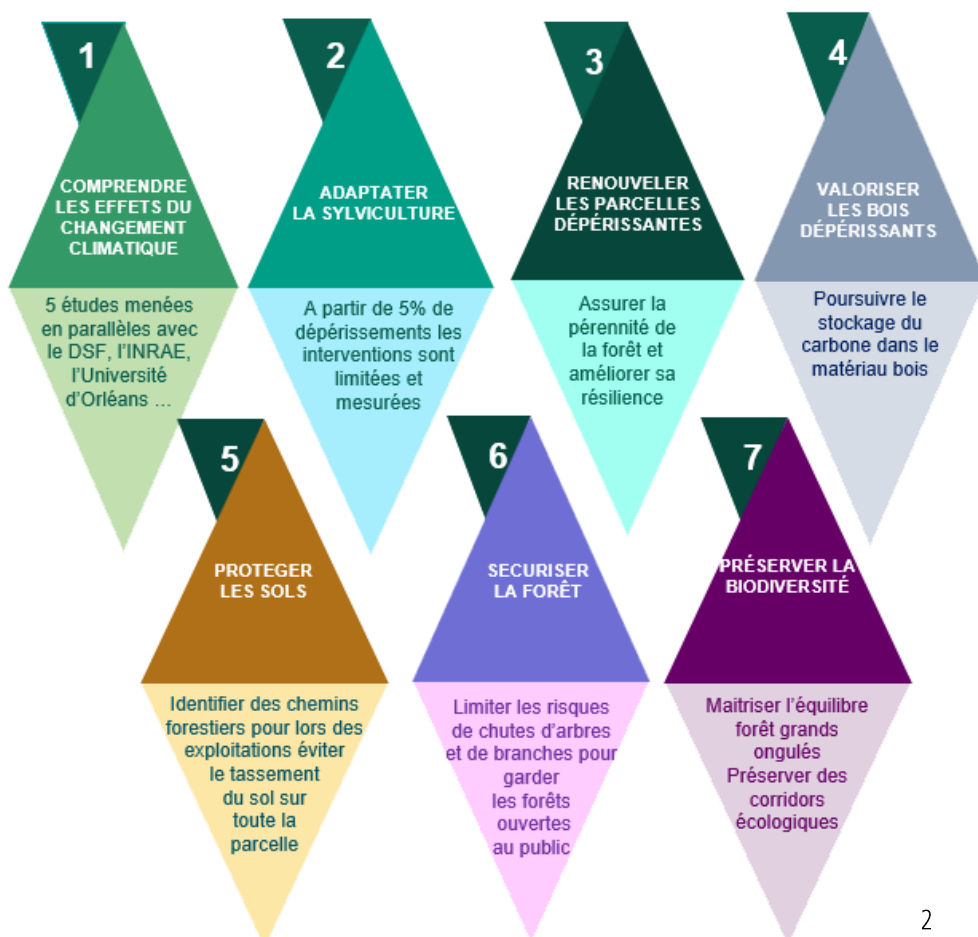 1
COMPRENDRE
LES EFFETS DU
CHANGEMENT
CLIMATIQUE
5 études menées
en parallèles avec
le DSF, l'INRAE,
l'Université
d'Orléans ...
2
ADAPTATER
LA SYLVICULTURE
A partir de 5% de
dépérissements les
interventions sont
limitées et
mesurées
3
RENOUVELER
LES PARCELLES
DÉPÉRISSANTES
Assurer la
pérennité de
la forêt et
améliorer sa
résilience
4
VALORISER
LES BOIS
DÉPÉRISSANTS
Poursuivre le
stockage du
carbone dans le
matériau bois
5
PROTEGER
LES SOLS
Identifier des chemins
forestiers pour lors des
exploitations éviter
le tassement
du sol sur
toute la
parcelle
6
SECURISER
LA FORÊT
Limiter les risques
de chutes d'arbres
et de branches pour
garder
les forêts
ouvertes
au public
7
PRÉSERVER LA
BIODIVERSITÉ
Maitriser l'équilibre
forêt grands
ongulés
Préserver des
corridors
écologiques
2